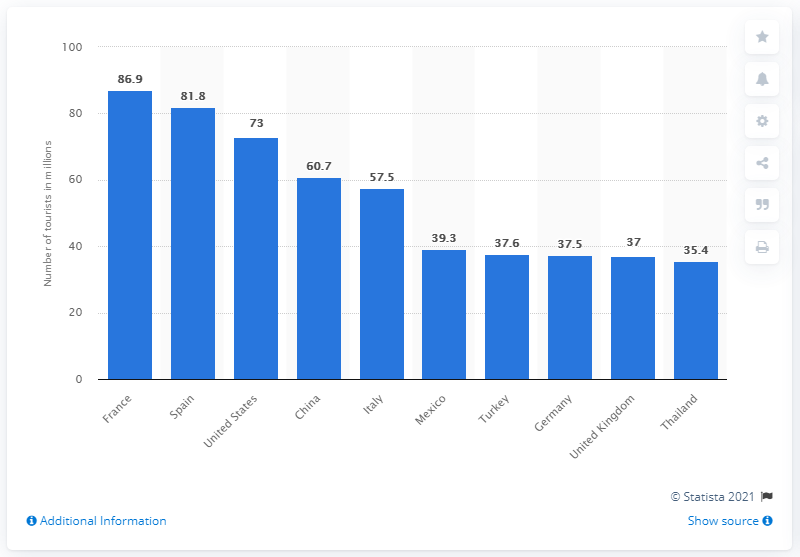 Number of tourists in millions
100
80
60
40
20
0
86.9
81.8
73
60.7
57.5
39.3
37.6
37.5
37
35.4
France
Spain
United States
China
Italy
Mexico
Turkey
Germany
United Kingdom
Thailand
© Statista 2021
Additional Information
Show source